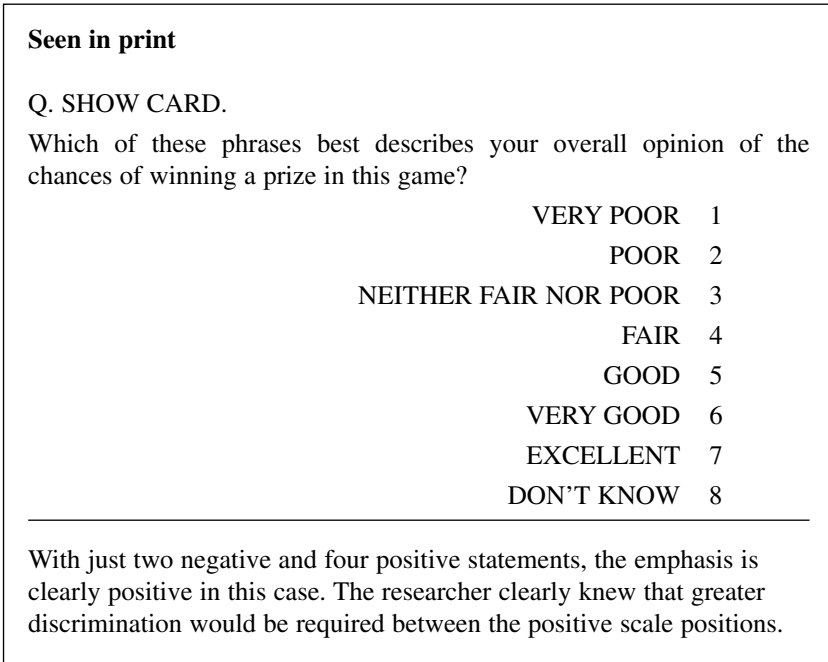 Seen in print
Q. SHOW CARD.
Which of these phrases best describes your overall opinion of the
chances of winning a prize in this game?
VERY POOR 1
POOR 2
NEITHER FAIR NOR POOR 3
FAIR 4
GOOD 5
VERY GOOD 6
EXCELLENT 7
DON’T KNOW 8
With just two negative and four positive statements, the emphasis is
clearly positive in this case. The researcher clearly knew that greater
discrimination would be required between the positive scale positions.